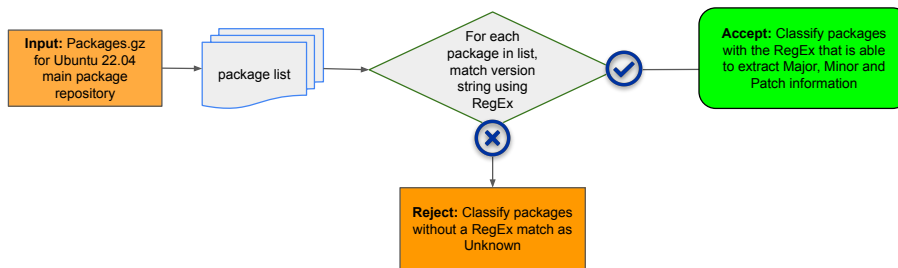 Input: Packages.gz
for Ubuntu 22.04
main package
repository
package list
For each
package in list,
match version
string using
RegEx
Accept: Classify packages
with the RegEx that is able
to extract Major, Minor and
Patch information
Reject: Classify packages
without a RegEx match as
Unknown